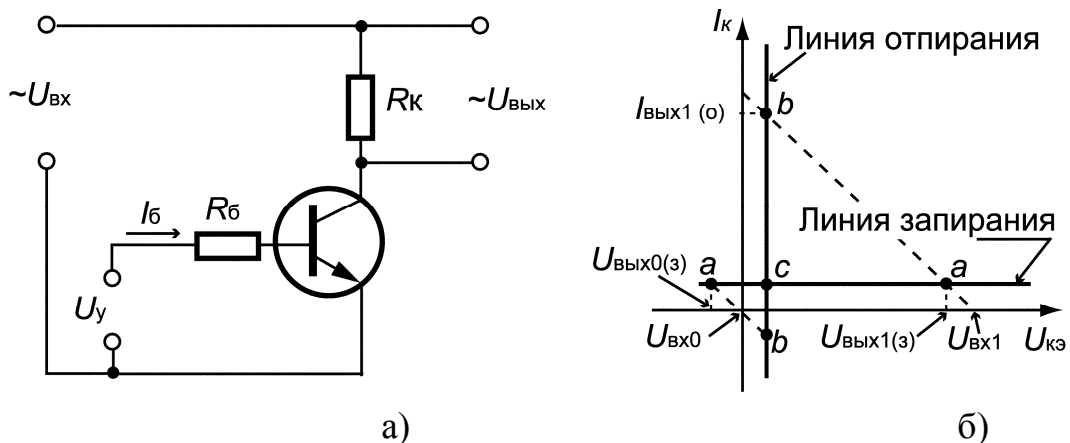 ~Uвх
Rк
~Uвых
Iб
Rб
Uу
а)
Iк
Линия отпирания
b
Iвых1 (о)
Линия запирания
Uвых0(з)
a
c
a
Uвх0
b
Uвых1(з)
Uвх1
Uкэ
б)